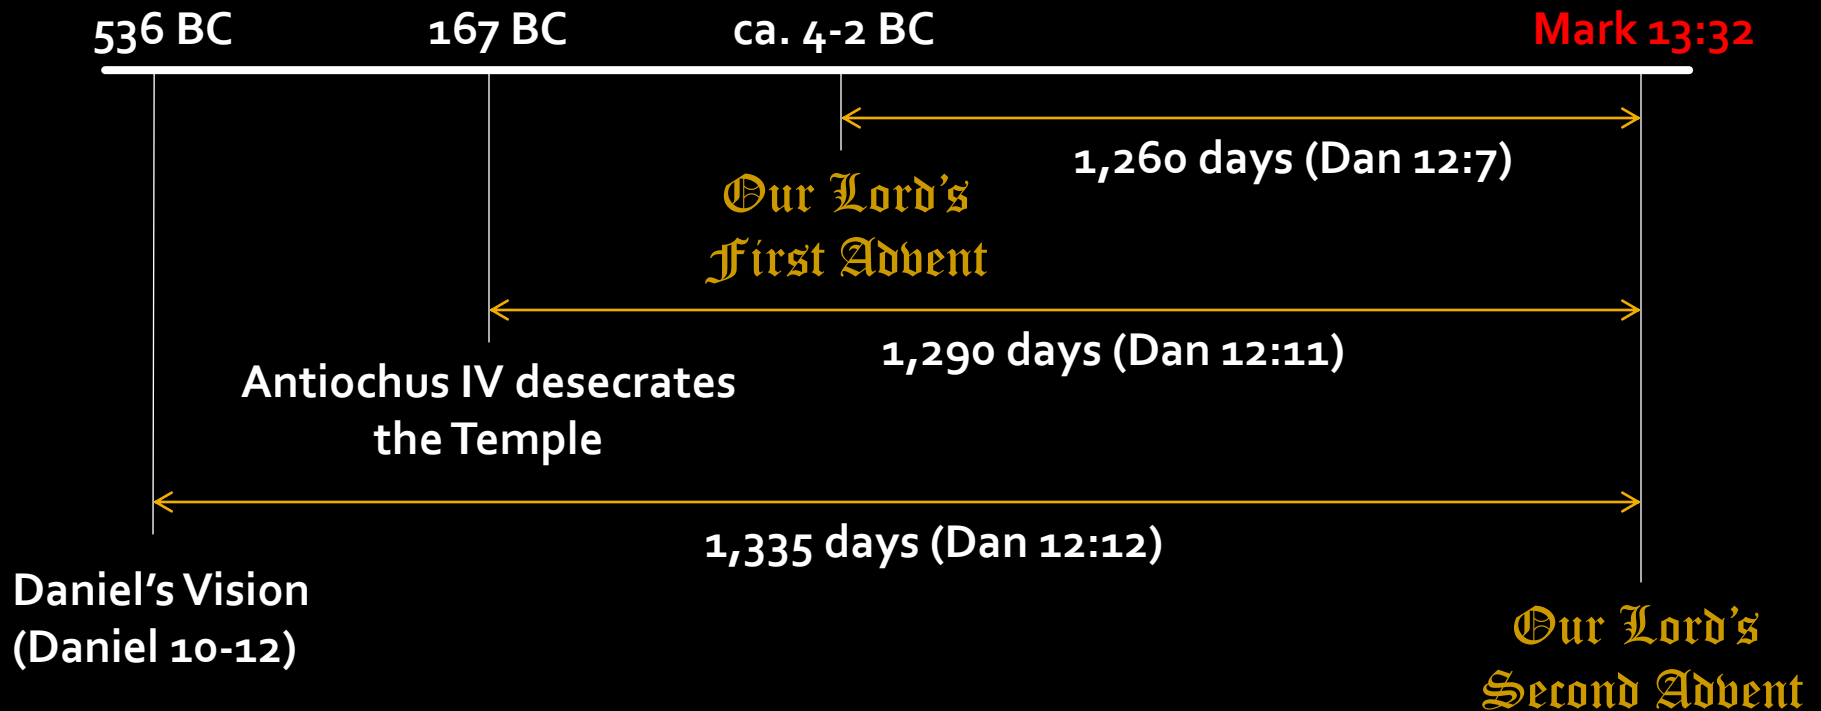 536 BC
167 BC
ca. 4-2 BC
Mark 13:32
1,260 days (Dan 12:7)
Our Lord's
First Advent
1,290 days (Dan 12:11)
Antiochus IV desecrates
the Temple
1,335 days (Dan 12:12)
Daniel's Vision
(Daniel 10-12)
Our Lord's
Second Advent